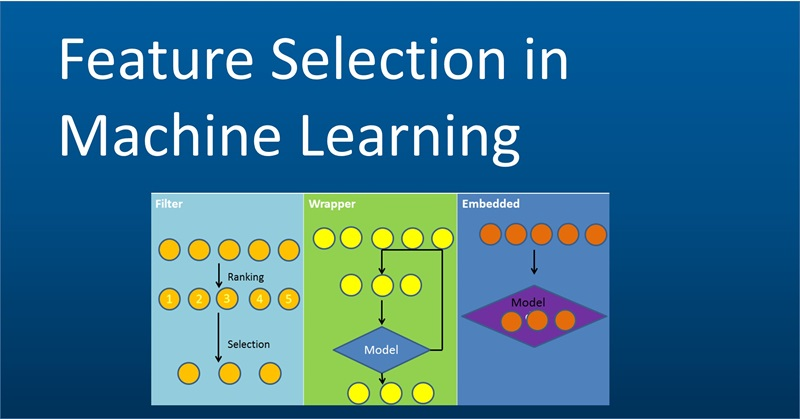 Feature Selection in
Machine Learning
Filter
Ranking
1 2 3 4 5
Selection
Wrapper
Model
Embedded
Model